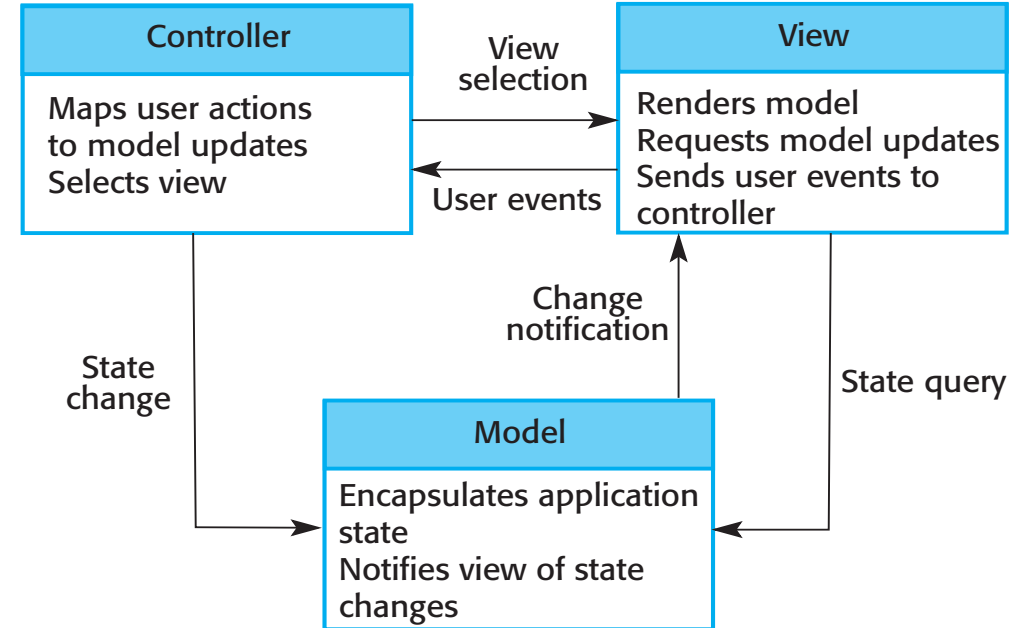 Controller
Maps user actions
to model updates
Selects view
View
selection
User events
View
Renders model
Requests model updates
Sends user events to
controller
State
change
Change
notification
State query
Model
Encapsulates application
state
Notifies view of state
changes